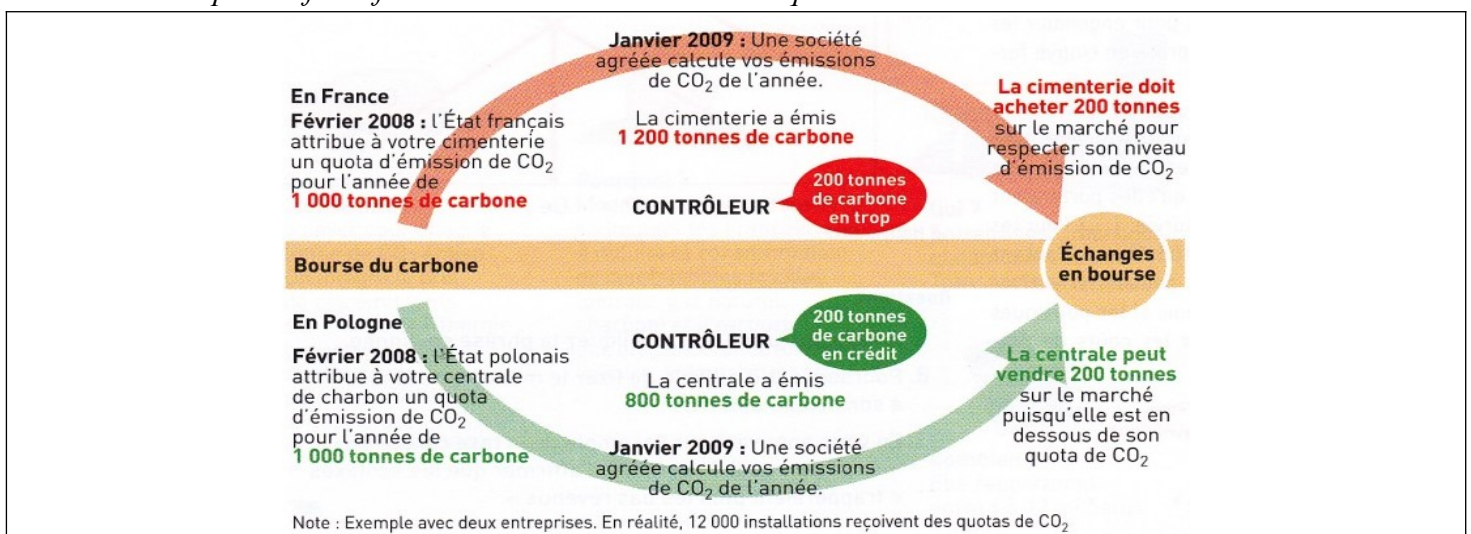 Janvier 2009 : Une société
agréée calcule vos émissions
de CO₂ de l'année.
En France
Février 2008 : l'État français
attribue à votre cimenterie
un quota d'émission de CO₂
pour l'année de
1 000 tonnes de carbone
La cimenterie a émis
1 200 tonnes de carbone
La cimenterie doit
acheter 200 tonnes
sur le marché pour
respecter son niveau
d'émission de CO₂
CONTRÔLEUR
200 tonnes
de carbone
en trop
Bourse du carbone
Échanges
en bourse
En Pologne
Février 2008 : l'État polonais
attribue à votre centrale
de charbon un quota
d'émission de CO₂
pour l'année de
1 000 tonnes de carbone
CONTRÔLEUR
200 tonnes
de carbone
en crédit
La centrale a émis
800 tonnes de carbone
Janvier 2009 : Une société
agréée calcule vos émissions
de CO₂ de l'année.
La centrale peut
vendre 200 tonnes
sur le marché
puisqu'elle est en
dessous de son
quota de CO₂
Note : Exemple avec deux entreprises. En réalité, 12 000 installations reçoivent des quotas de CO₂